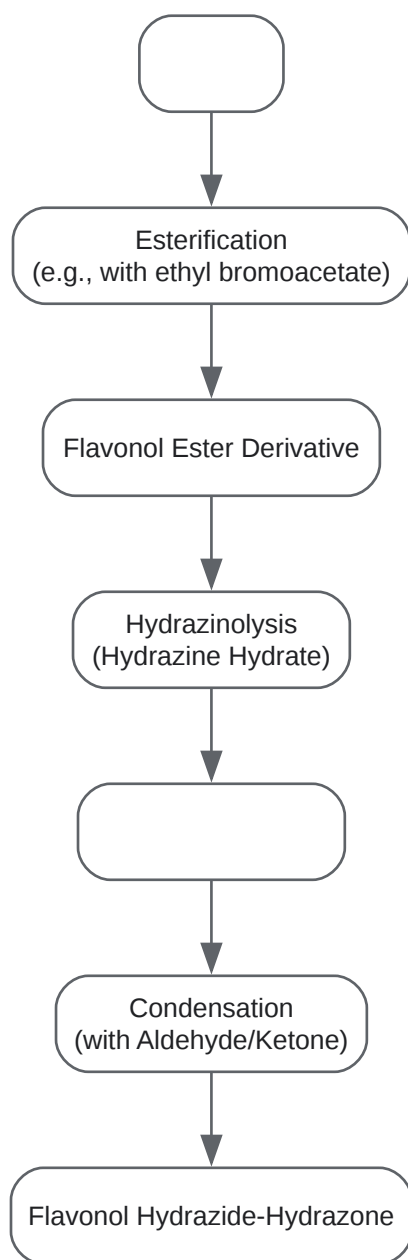 Esterification
(e.g., with ethyl bromoacetate)
Flavonol Ester Derivative
Hydrazinolysis
(Hydrazine Hydrate)
Condensation
(with Aldehyde/Ketone)
Flavonol Hydrazide-Hydrazone